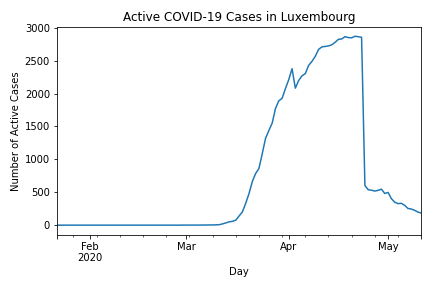 Active COVID-19 Cases in Luxembourg
3000
2500
2000
1500
1000
500
0
Number of Active Cases
Feb
2020
Mar
Apr
May
Day